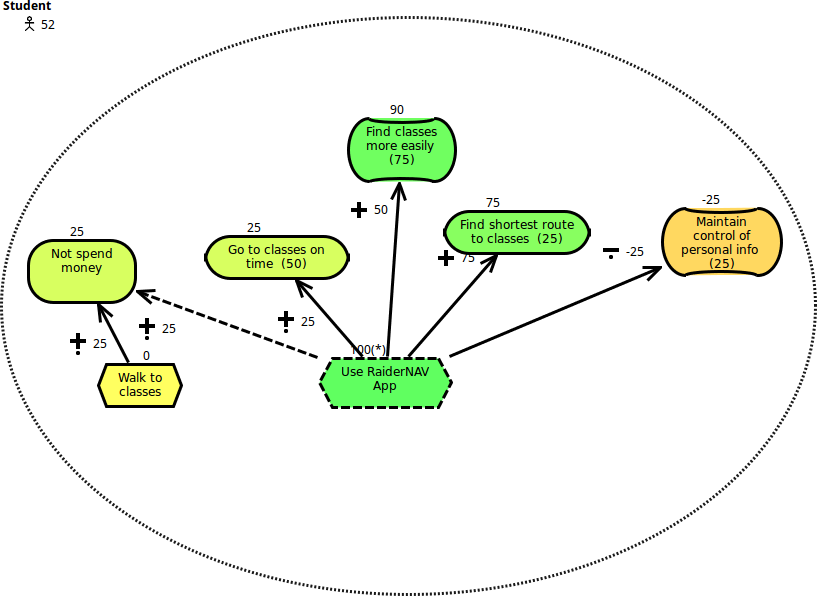 Student
52
90
Find classes
more easily
(75)
+ 50
75
Find shortest route
to classes (25)
+ 75
-25
Maintain
control of
personal info
(25)
-25
25
Not spend
money
25
Go to classes on
time (50)
25
25
25
0
Walk to
classes
100(*)
Use RaiderNAV
App